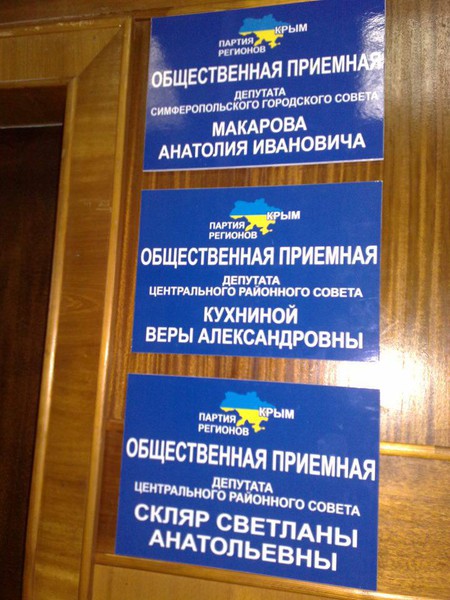 ПАРТИЯ РЕГИОНОВ КРЫМ
ОБЩЕСТВЕННАЯ ПРИЕМНАЯ
ДЕПУТАТА
СИМФЕРОПОЛЬСКОГО ГОРОДСКОГО СОВЕТА
МАКАРОВА
АНАТОЛИЯ ИВАНОВИЧА
ПАРТИЯ РЕГИОНОВ КРЫМ
ОБЩЕСТВЕННАЯ ПРИЕМНАЯ
ДЕПУТАТА
ЦЕНТРАЛЬНОГО РАЙОННОГО СОВЕТА
КУХНИНОЙ
ВЕРЫ АЛЕКСАНДРОВНЫ
ПАРТИЯ РЕГИОНОВ КРЫМ
ОБЩЕСТВЕННАЯ ПРИЕМНАЯ
ДЕПУТАТА
ЦЕНТРАЛЬНОГО РАЙОННОГО СОВЕТА
СКЛЯР СВЕТЛАНЫ
АНАТОЛЬЕВНЫ